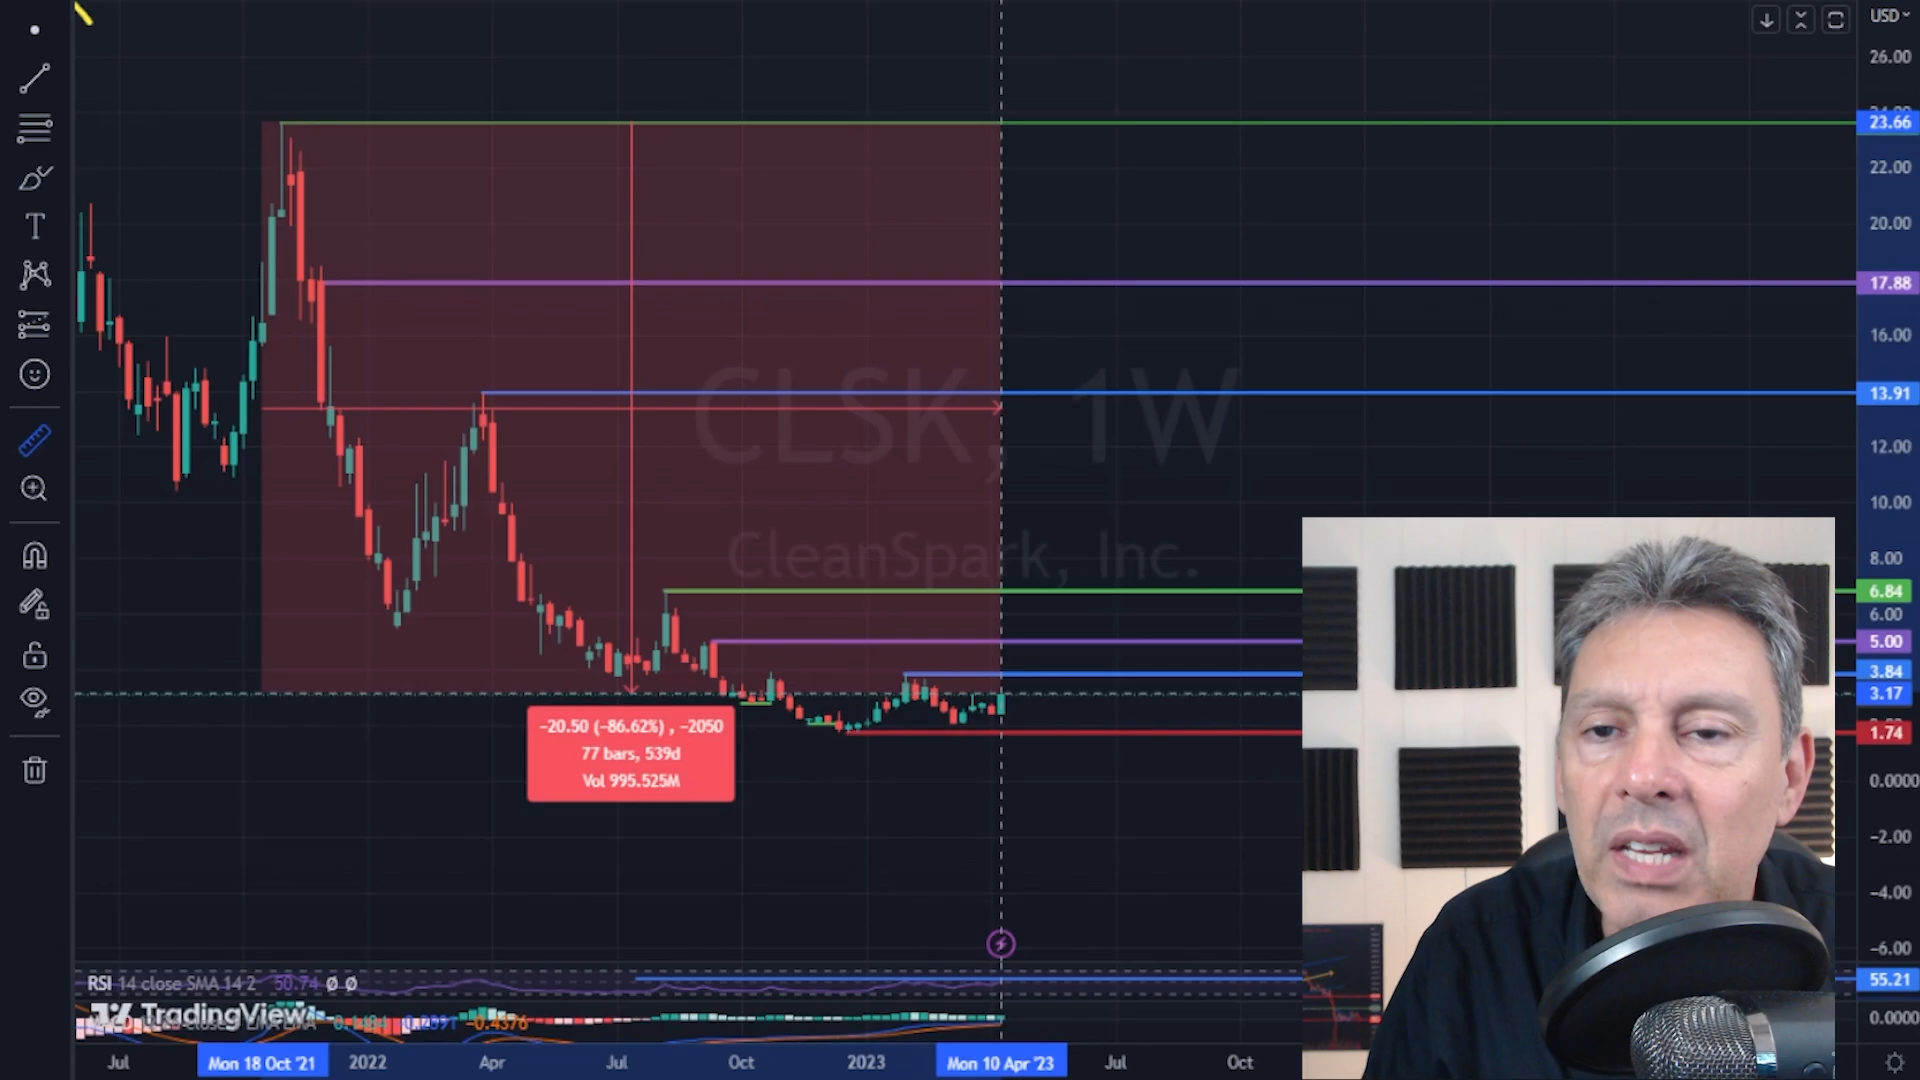 USD
26.00
23.66
22.00
20.00
17.88
16.00
13.91
12.00
10.00
8.00
6.84
6.00
5.00
3.84
3.17
1.74
0.0000
−2.00
−4.00
−6.00
CLSK, 1W
CleanSpark, Inc.
−20.50 (−86.62%) , −2050
77 bars, 539d
Vol 995.525M
RSI 14 close SMA 14 2 50.74 Ø Ø
55.21
TradingView
−0.4376
0.0000
Jul Mon 18 Oct '21 2022 Apr Jul Oct 2023 Mon 10 Apr '23 Jul Oct